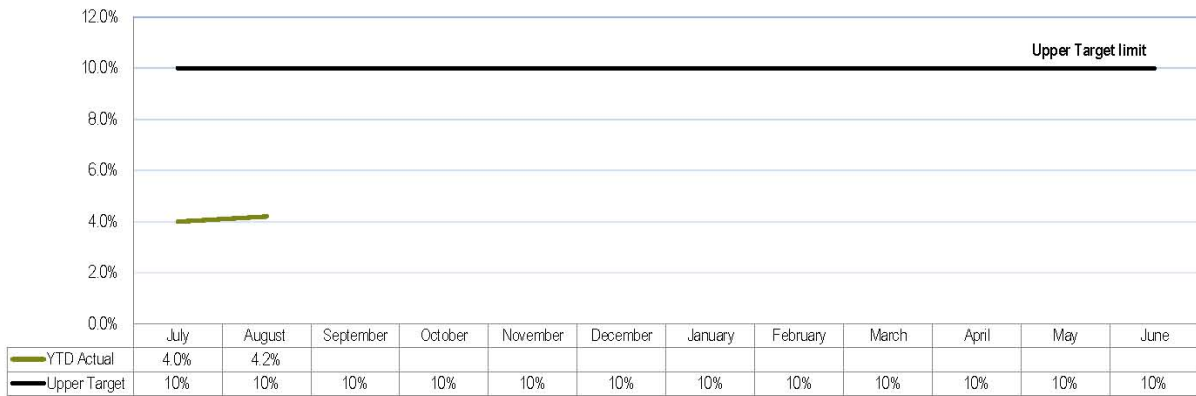 12.0%
Upper Target limit
10.0%
8.0%
6.0%
4.0%
2.0%
0.0%
July August September October November December January February March April May June
YTD Actual 4.0% 4.2%
Upper Target 10% 10% 10% 10% 10% 10% 10% 10% 10% 10% 10% 10%